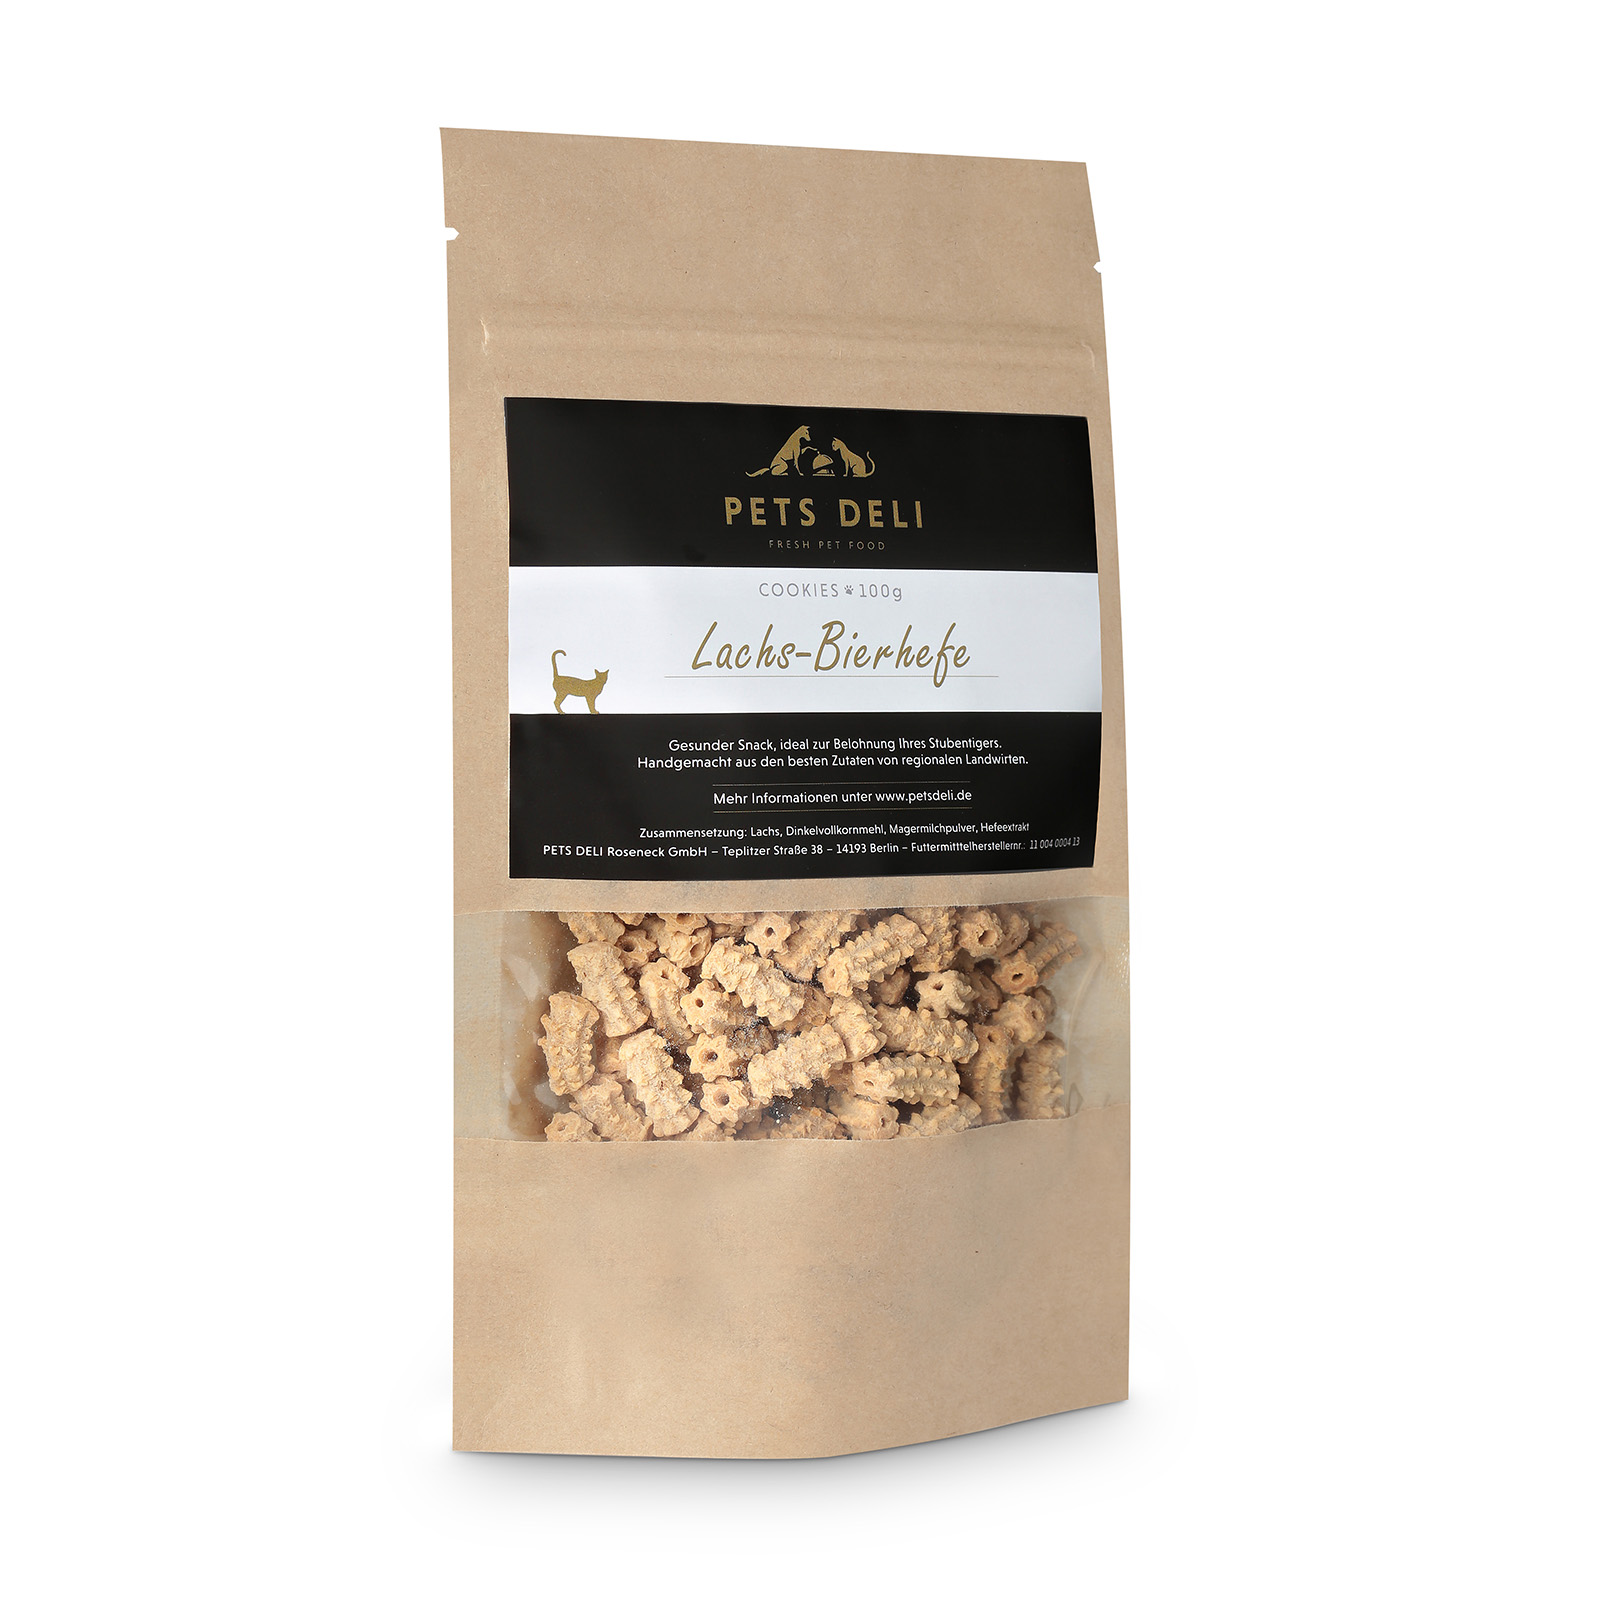 PETS DELI
FRESH PET FOOD
COOKIES 100g
Lachs-Bierhefe
Gesunder Snack, ideal zur Belohnung Ihres Stubentigers.
Handgemacht aus den besten Zutaten von regionalen Landwirten.
Mehr Informationen unter www.petsdeli.de
Zusammensetzung: Lachs, Dinkelvollkornmehl, Magermilchpulver, Hefeextrakt
PETS DELI Roseneck GmbH – Teplitzer Straße 38 – 14193 Berlin – Futtermitttelherstellernr.: 11 004 0004 13